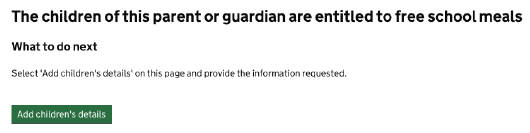 The children of this parent or guardian are entitled to free school meals
What to do next
Select 'Add children's details' on this page and provide the information requested.
Add children's details